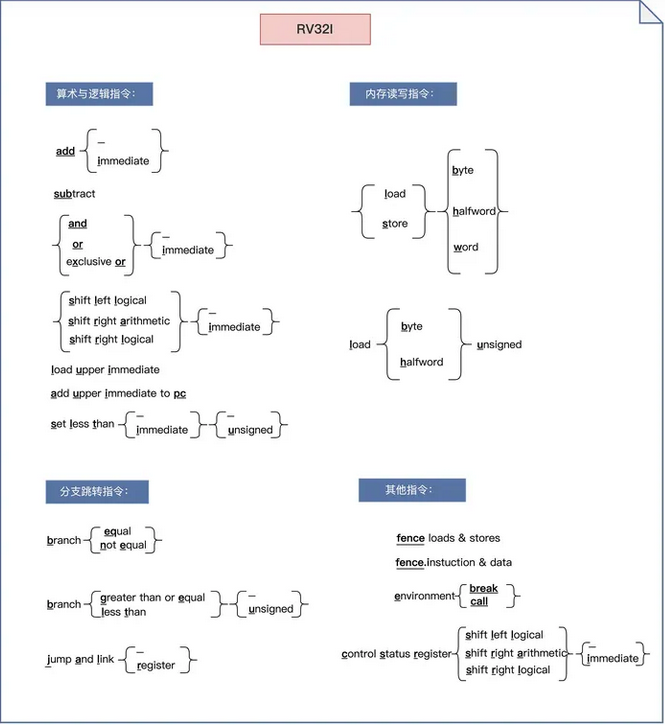 RV32I
算术与逻辑指令：
add
_
immediate
subtract
and
or
exclusive or
_
immediate
shift left logical
shift right arithmetic
shift right logical
_
immediate
load upper immediate
add upper immediate to pc
set less than
_
immediate
_
unsigned
内存读写指令：
load
store
byte
halfword
word
load
byte
halfword
unsigned
分支跳转指令：
branch
equal
not equal
branch
greater than or equal
less than
_
unsigned
jump and link
_
register
其他指令：
fence loads & stores
fence.instuction & data
environment
break
call
control status register
shift left logical
shift right arithmetic
shift right logical
_
immediate